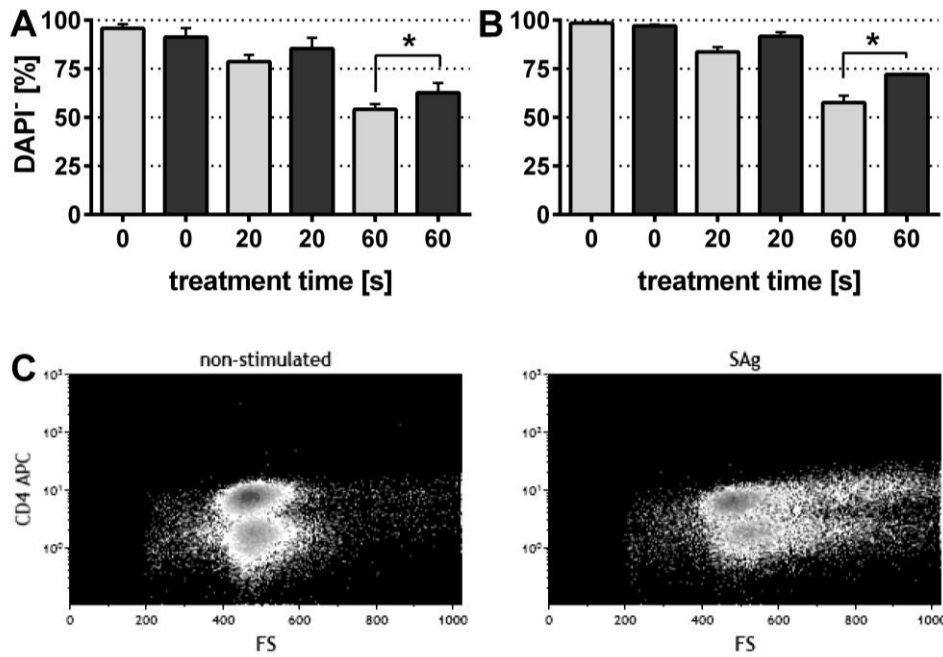 A
DAPI⁻ [%]
100
75
50
25
0
*
0 0 20 20 60 60
treatment time [s]
B
100
75
50
25
0
*
0 0 20 20 60 60
treatment time [s]
C
non-stimulated
CD4 APC
10³
10²
10¹
10⁰
0 200 400 600 800 1000
FS
SAg
10³
10²
10¹
10⁰
0 200 400 600 800 1000
FS